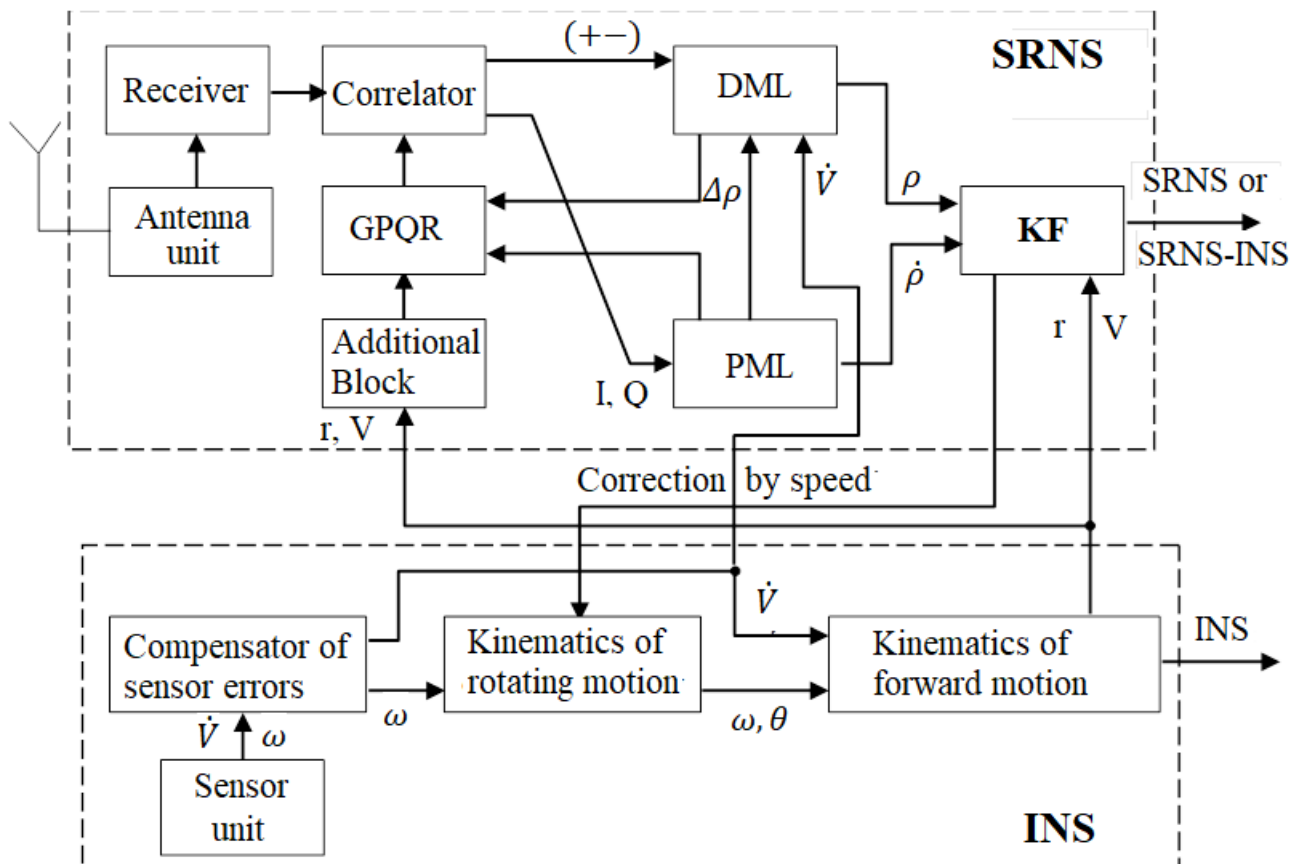 (+−)
SRNS
Receiver
Correlator
DML
Antenna
unit
GPQR
Δρ
V̇
ρ
KF
SRNS or
SRNS-INS
ρ̇
Additional
Block
PML
I, Q
r V
r, V
Correction by speed
Compensator of
sensor errors
Kinematics of
rotating motion
V̇
Kinematics of
forward motion
INS
ω
ω, θ
V̇ ω
Sensor
unit
INS